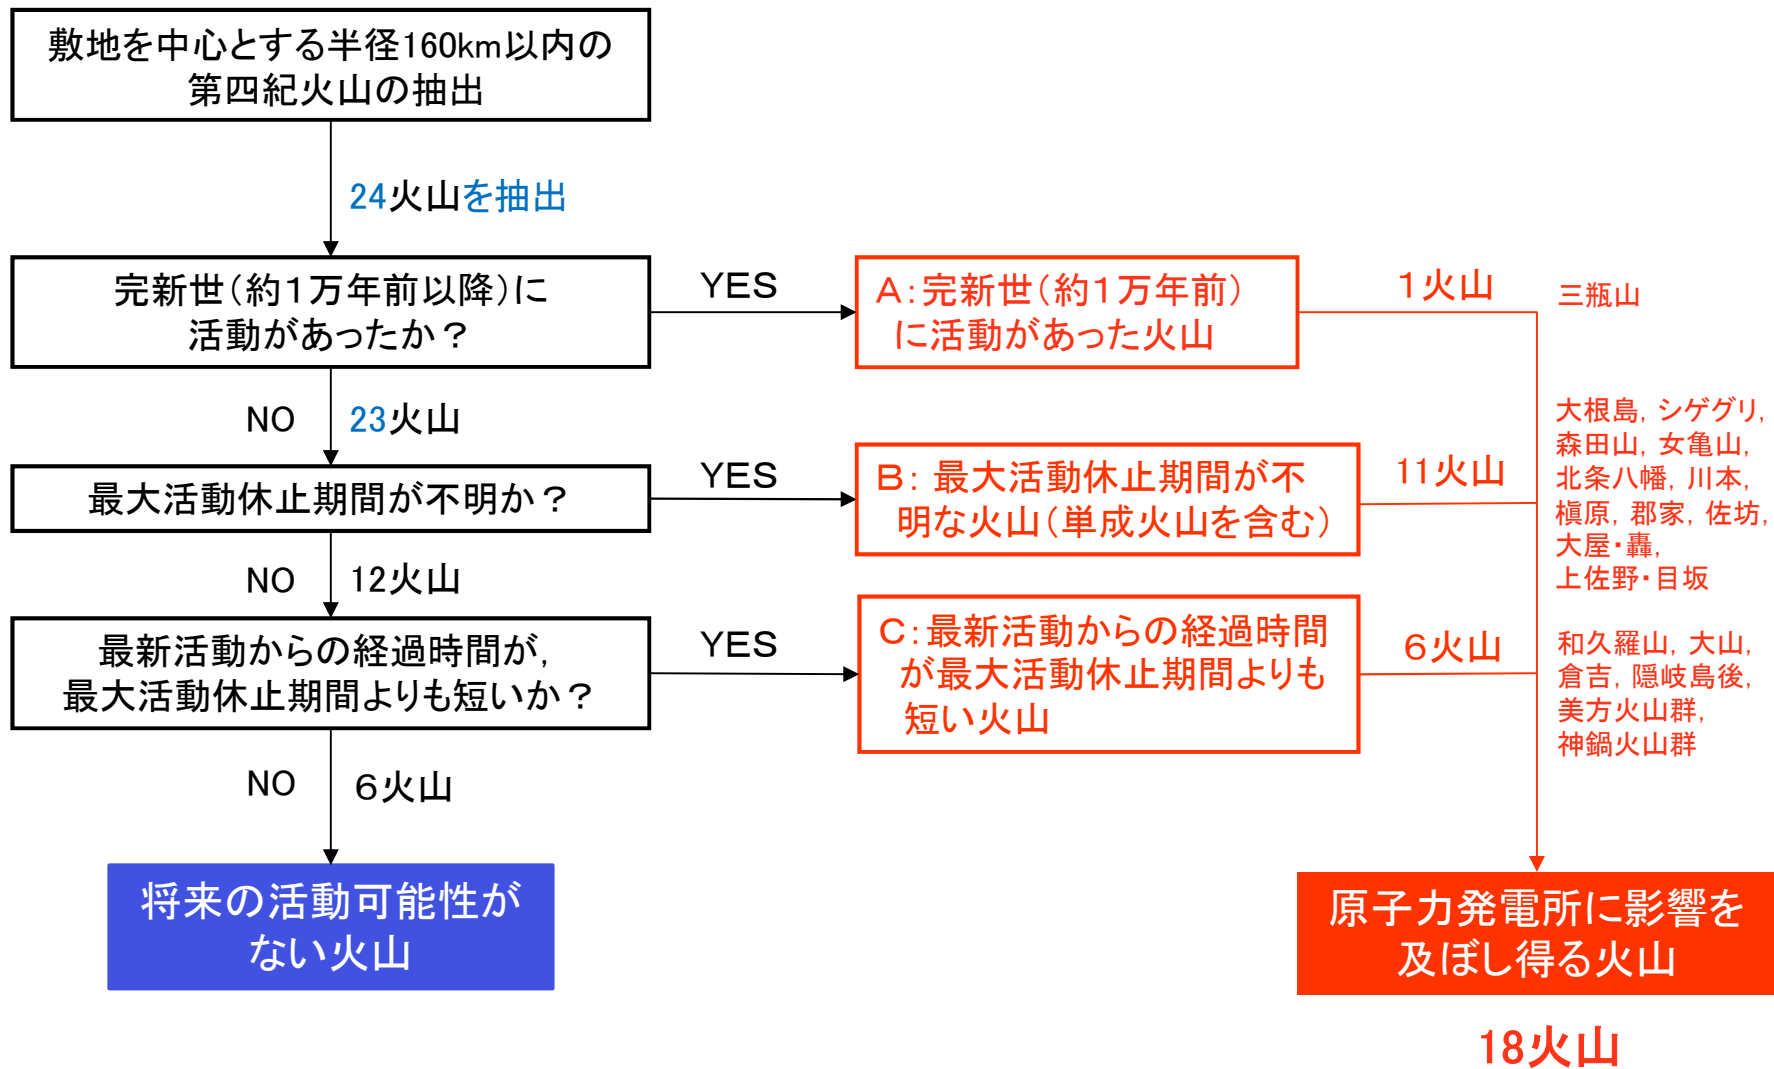 敷地を中心とする半径160km以内の
第四紀火山の抽出
24火山を抽出
完新世（約１万年前以降）に
活動があったか？
YES
A：完新世（約１万年前）
に活動があった火山
１火山
三瓶山
NO
23火山
最大活動休止期間が不明か？
YES
B： 最大活動休止期間が不
明な火山（単成火山を含む）
11火山
大根島，シゲグリ，
森田山，女亀山，
北条八幡，川本，
槇原，郡家，佐坊，
大屋・轟，
上佐野・目坂
NO
12火山
最新活動からの経過時間が，
最大活動休止期間よりも短いか？
YES
C：最新活動からの経過時間
が最大活動休止期間よりも
短い火山
６火山
和久羅山，大山，
倉吉，隠岐島後，
美方火山群，
神鍋火山群
NO
６火山
将来の活動可能性が
ない火山
原子力発電所に影響を
及ぼし得る火山
18火山